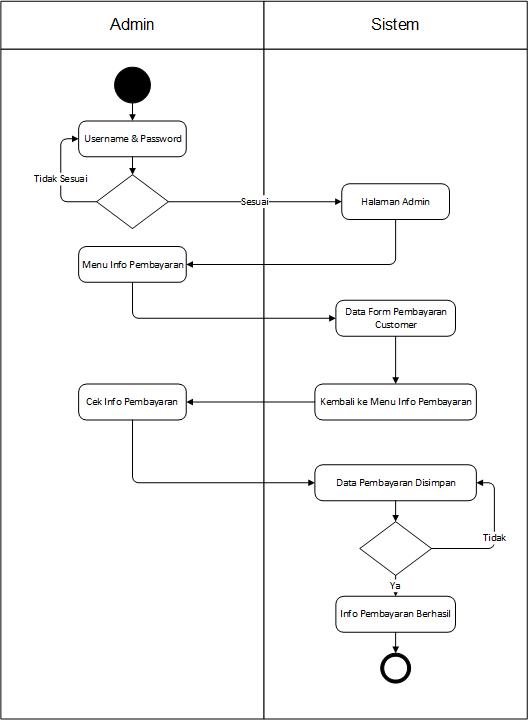 Admin
Sistem
Username & Password
Tidak Sesuai
Sesuai
Halaman Admin
Menu Info Pembayaran
Data Form Pembayaran
Customer
Cek Info Pembayaran
Kembali ke Menu Info Pembayaran
Data Pembayaran Disimpan
Tidak
Ya
Info Pembayaran Berhasil